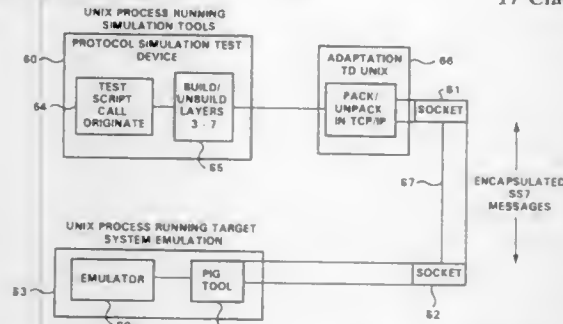 17 Cla
UNIX PROCESS RUNNING
SIMULATION TOOLS
60
PROTOCOL SIMULATION TEST
DEVICE
64
TEST
SCRIPT
CALL
ORIGINATE
BUILD/
UNBUILD
LAYERS
3 - 7
65
66
ADAPTATION
TO UNIX
PACK/
UNPACK
IN TCP/IP
61
SOCKET
67
ENCAPSULATED
SS7
MESSAGES
UNIX PROCESS RUNNING TARGET
SYSTEM EMULATION
63
EMULATOR
PIG
TOOL
SOCKET
62